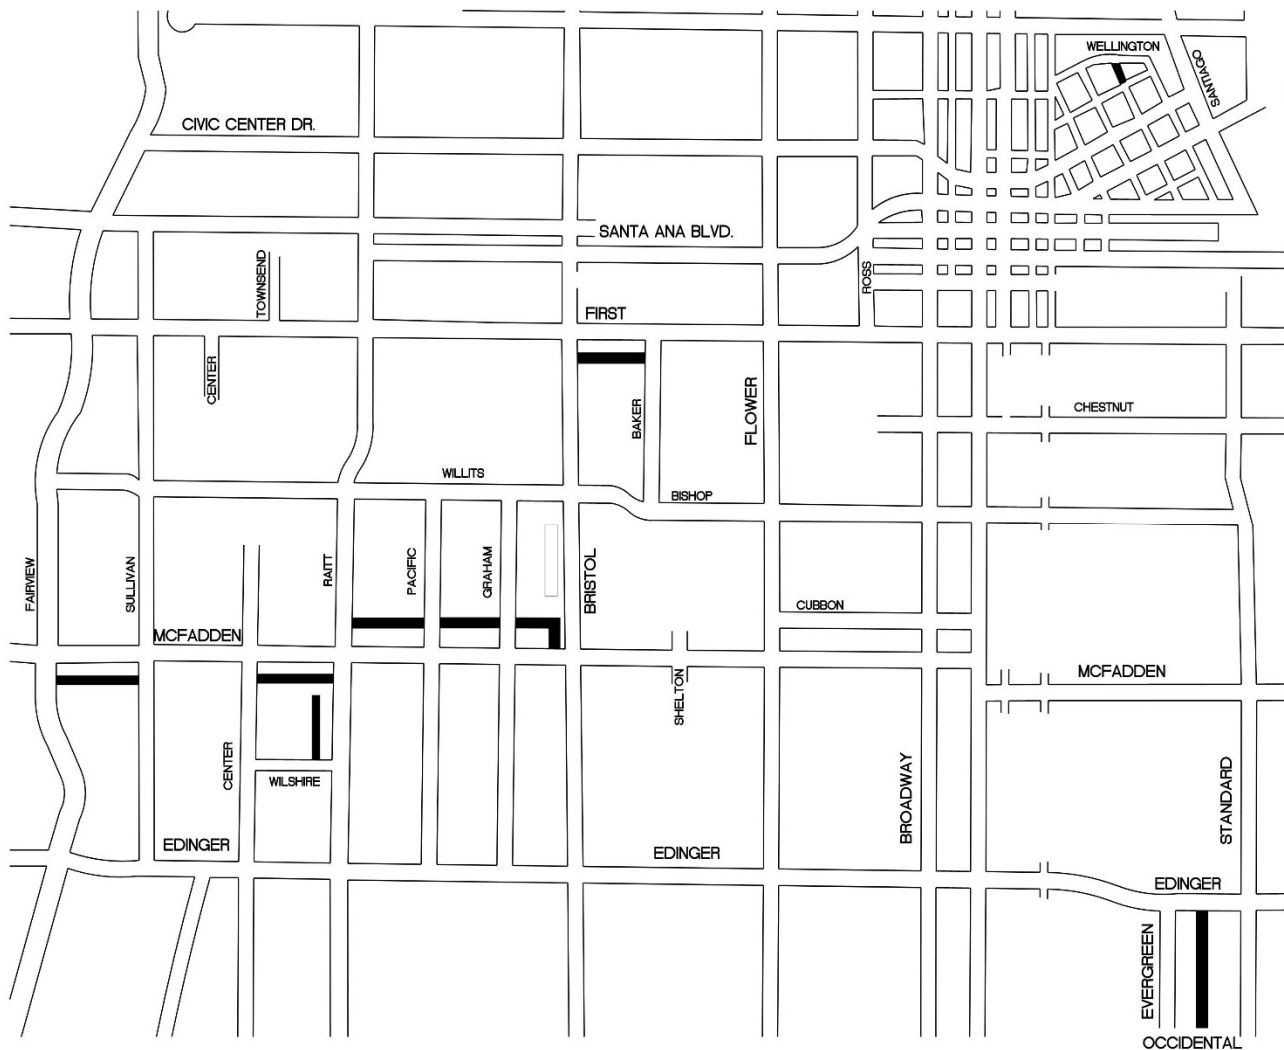 WELLINGTON
SANTIAGO
CIVIC CENTER DR.
SANTA ANA BLVD.
TOWNSEND
ROSS
FIRST
CENTER
BAKER
FLOWER
CHESTNUT
WILLITS
BISHOP
FAIRVIEW
SULLIVAN
RAITT
PACIFIC
GRAHAM
BRISTOL
CUBBON
MCFADDEN
MCFADDEN
SHELTON
CENTER
WILSHIRE
BROADWAY
STANDARD
EDINGER
EDINGER
EDINGER
EVERGREEN
OCCIDENTAL